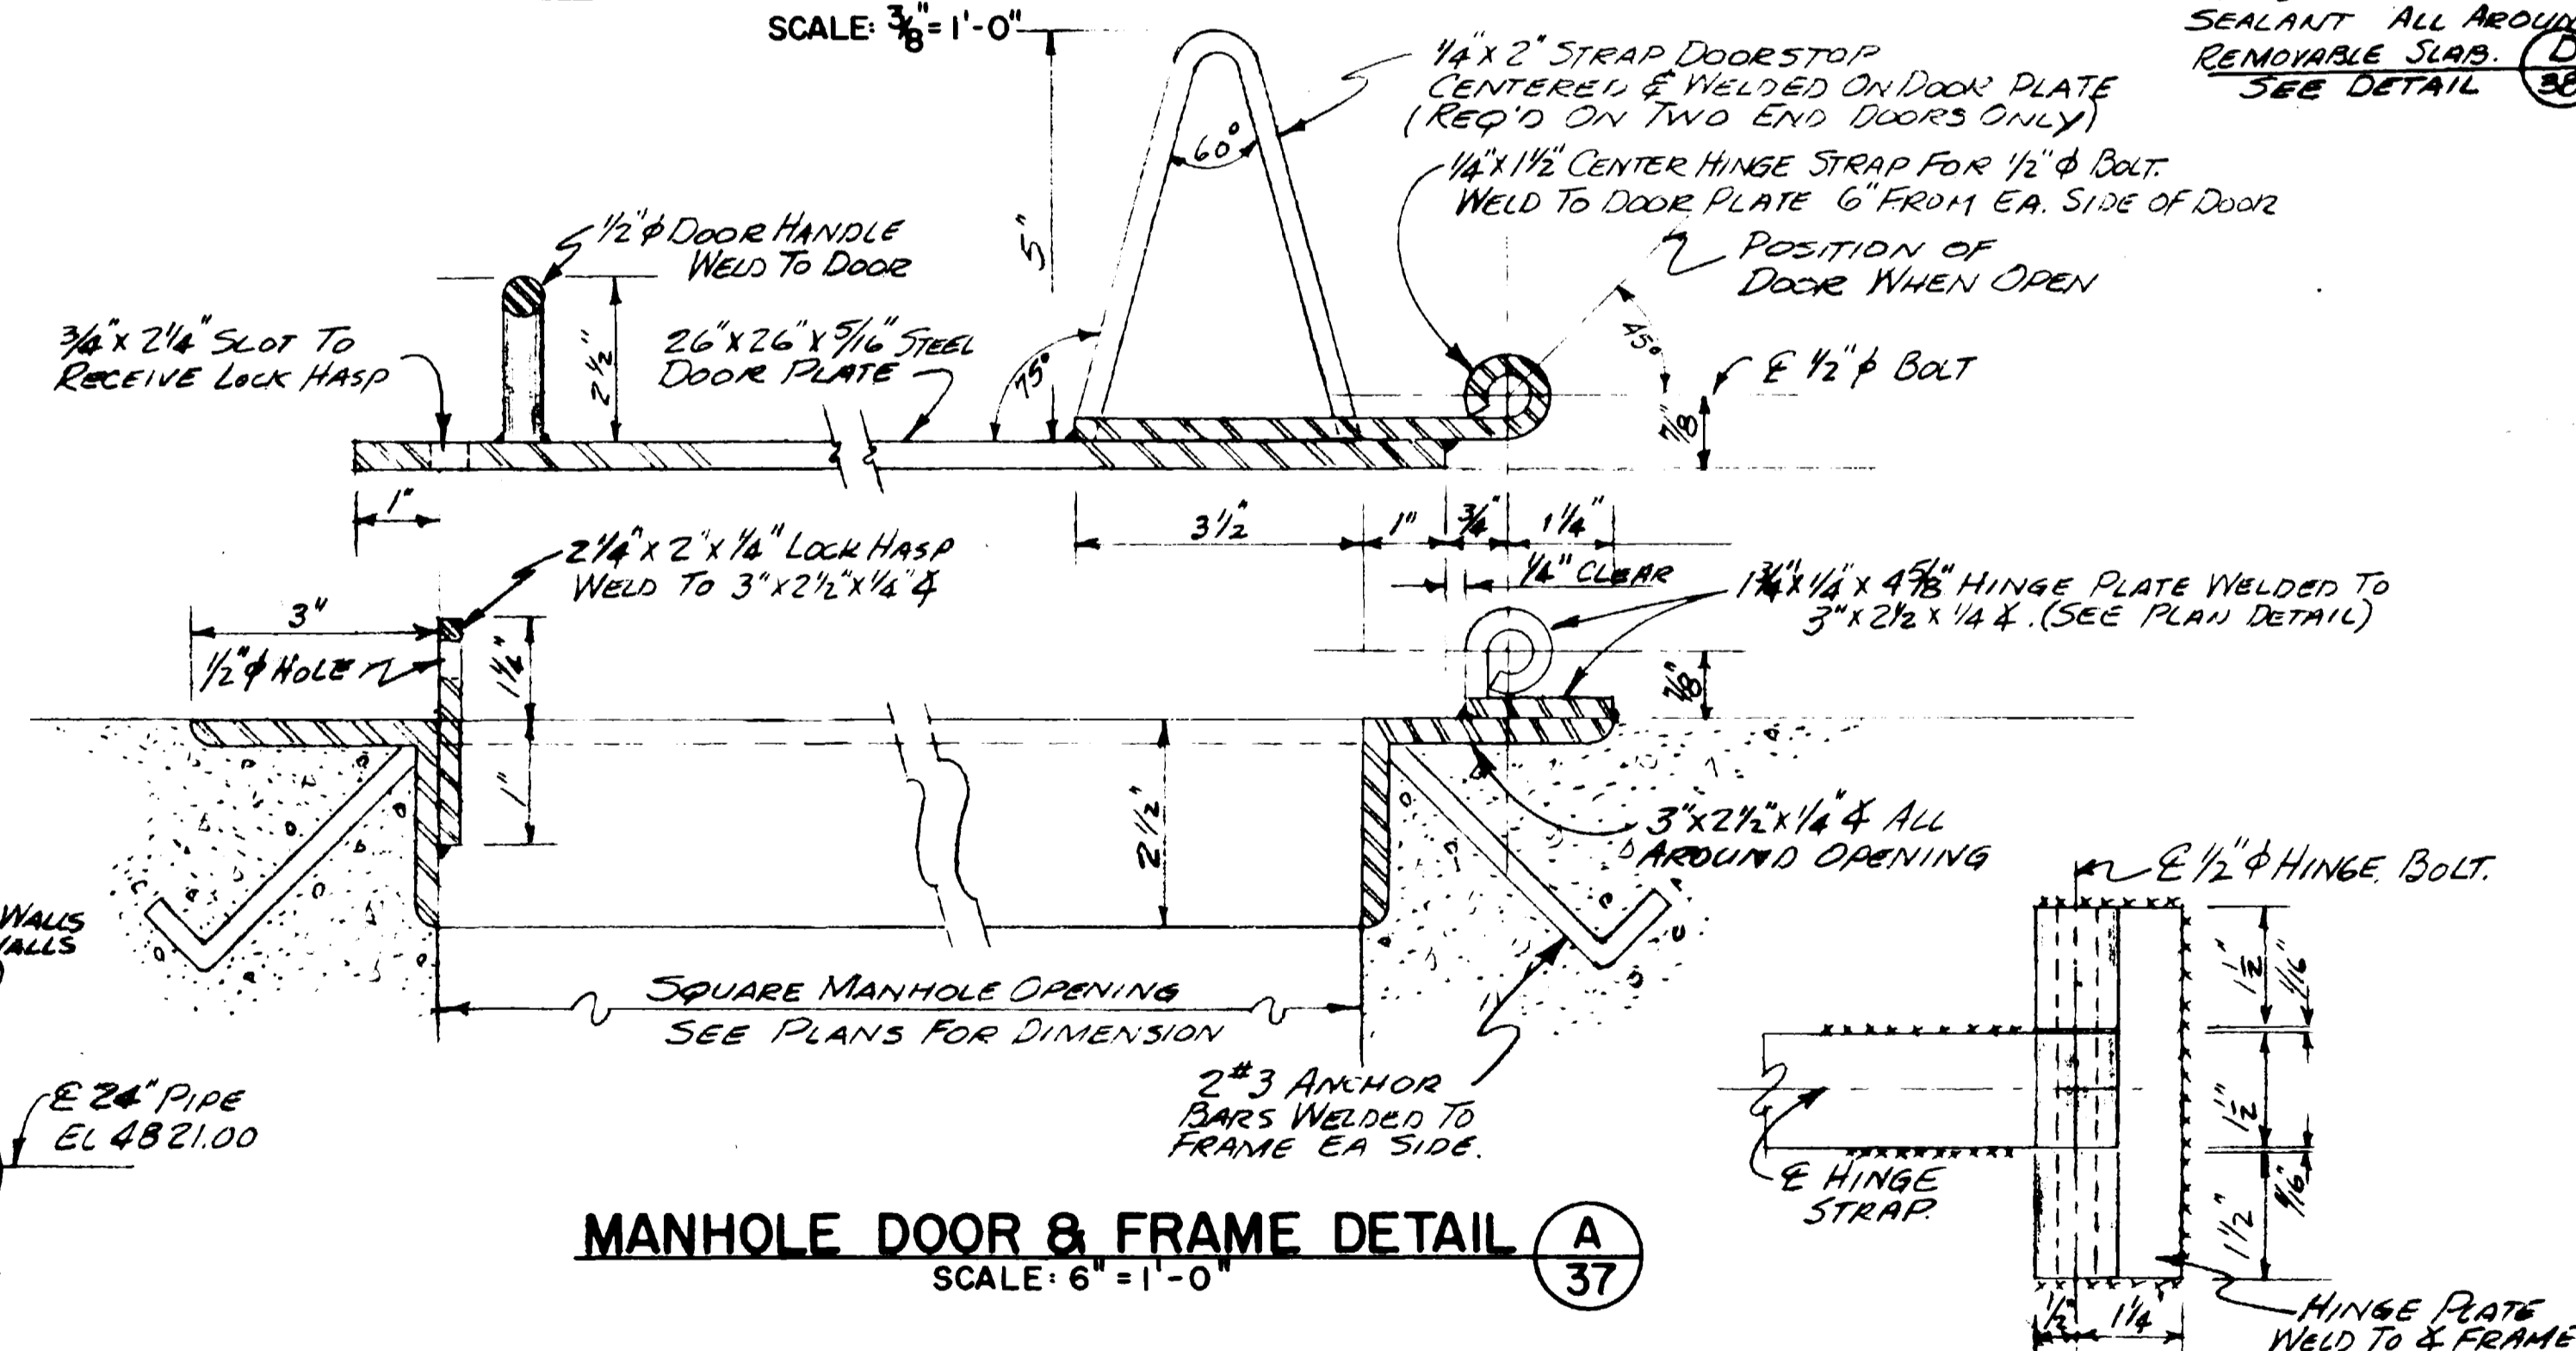 SCALE: 3/8" = 1'-0"
SEALANT ALL AROUN
REMOVABLE SLAB.
SEE DETAIL
D
38
1/4" X 2" STRAP DOORSTOP
CENTERED & WELDED ON DOOR PLATE
(REQ'D ON TWO END DOORS ONLY)
1/4" X 1 1/2" CENTER HINGE STRAP FOR 1/2" ϕ BOLT.
WELD TO DOOR PLATE 6" FROM EA. SIDE OF DOOR
POSITION OF
DOOR WHEN OPEN
60°
5"
1/2" ϕ DOOR HANDLE
WELD TO DOOR
2 1/2"
3/4" X 2 1/4" SLOT TO
RECEIVE LOCK HASP
26" X 26" X 5/16" STEEL
DOOR PLATE
75°
45°
℄ 1/2" ϕ BOLT
7/8"
1"
3 1/2"
1"
3/4"
1 1/4"
1/4" CLEAR
2 1/4" X 2" X 1/4" LOCK HASP
WELD TO 3" X 2 1/2" X 1/4" ∡
1 3/4" X 1/4" X 4 5/8" HINGE PLATE WELDED TO
3" X 2 1/2 X 1/4 ∡. (SEE PLAN DETAIL)
3"
1/2" ϕ HOLE
1 1/4"
1"
7/8"
2 1/2"
3" X 2 1/2" X 1/4" ∡ ALL
AROUND OPENING
WALLS
WALLS
SQUARE MANHOLE OPENING
SEE PLANS FOR DIMENSION
2 #3 ANCHOR
BARS WELDED TO
FRAME EA SIDE.
℄ 24" PIPE
EL 4821.00
℄ 1/2" ϕ HINGE BOLT.
1 1/2"
1/16"
1 1/2"
1/16"
1 1/2"
℄ HINGE
STRAP.
1/2"
1 1/4
HINGE PLATE
WELD TO ∡ FRAME
MANHOLE DOOR & FRAME DETAIL
A
37
SCALE: 6" = 1'-0"